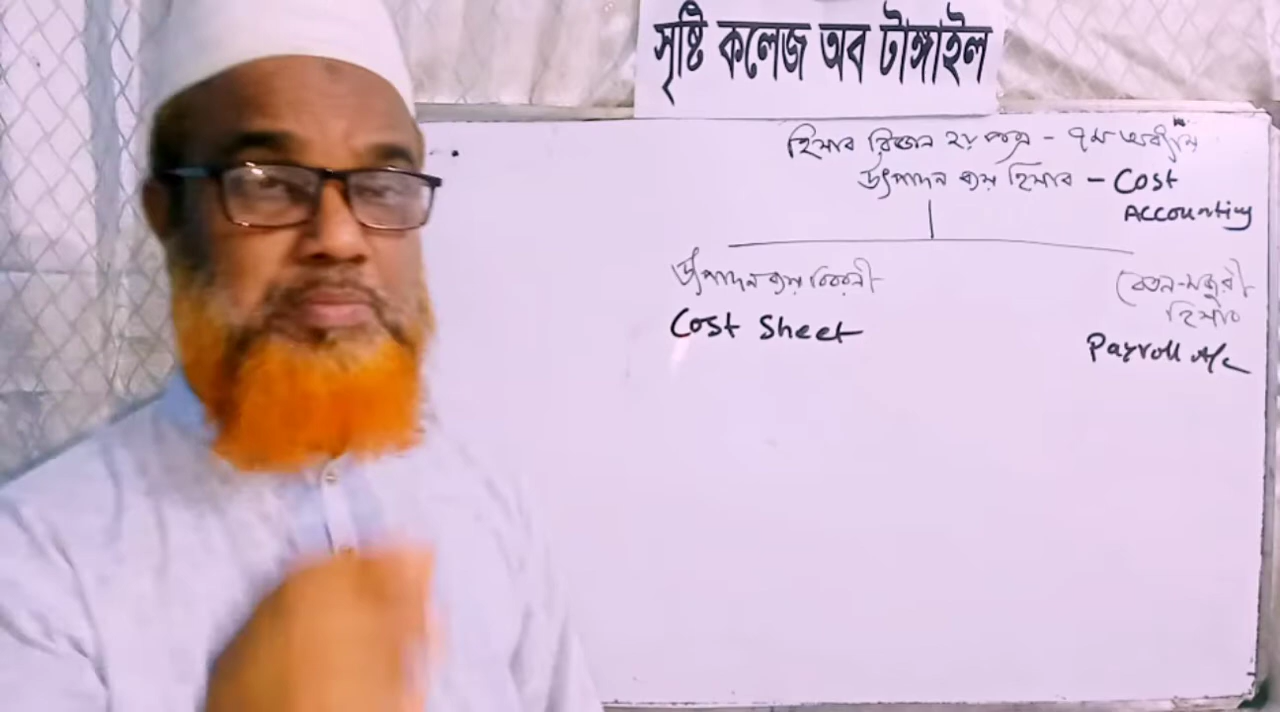 সৃষ্টি কলেজ অব টাঙ্গাইল
হিসাব বিজ্ঞান ২য় পত্র - ৭ম অধ্যায়
উৎপাদন ব্যয় হিসাব - Cost
Accounting
উৎপাদন ব্যয় বিবরনী
Cost Sheet
বেতন-মজুরী
হিসাব
Payroll A/c